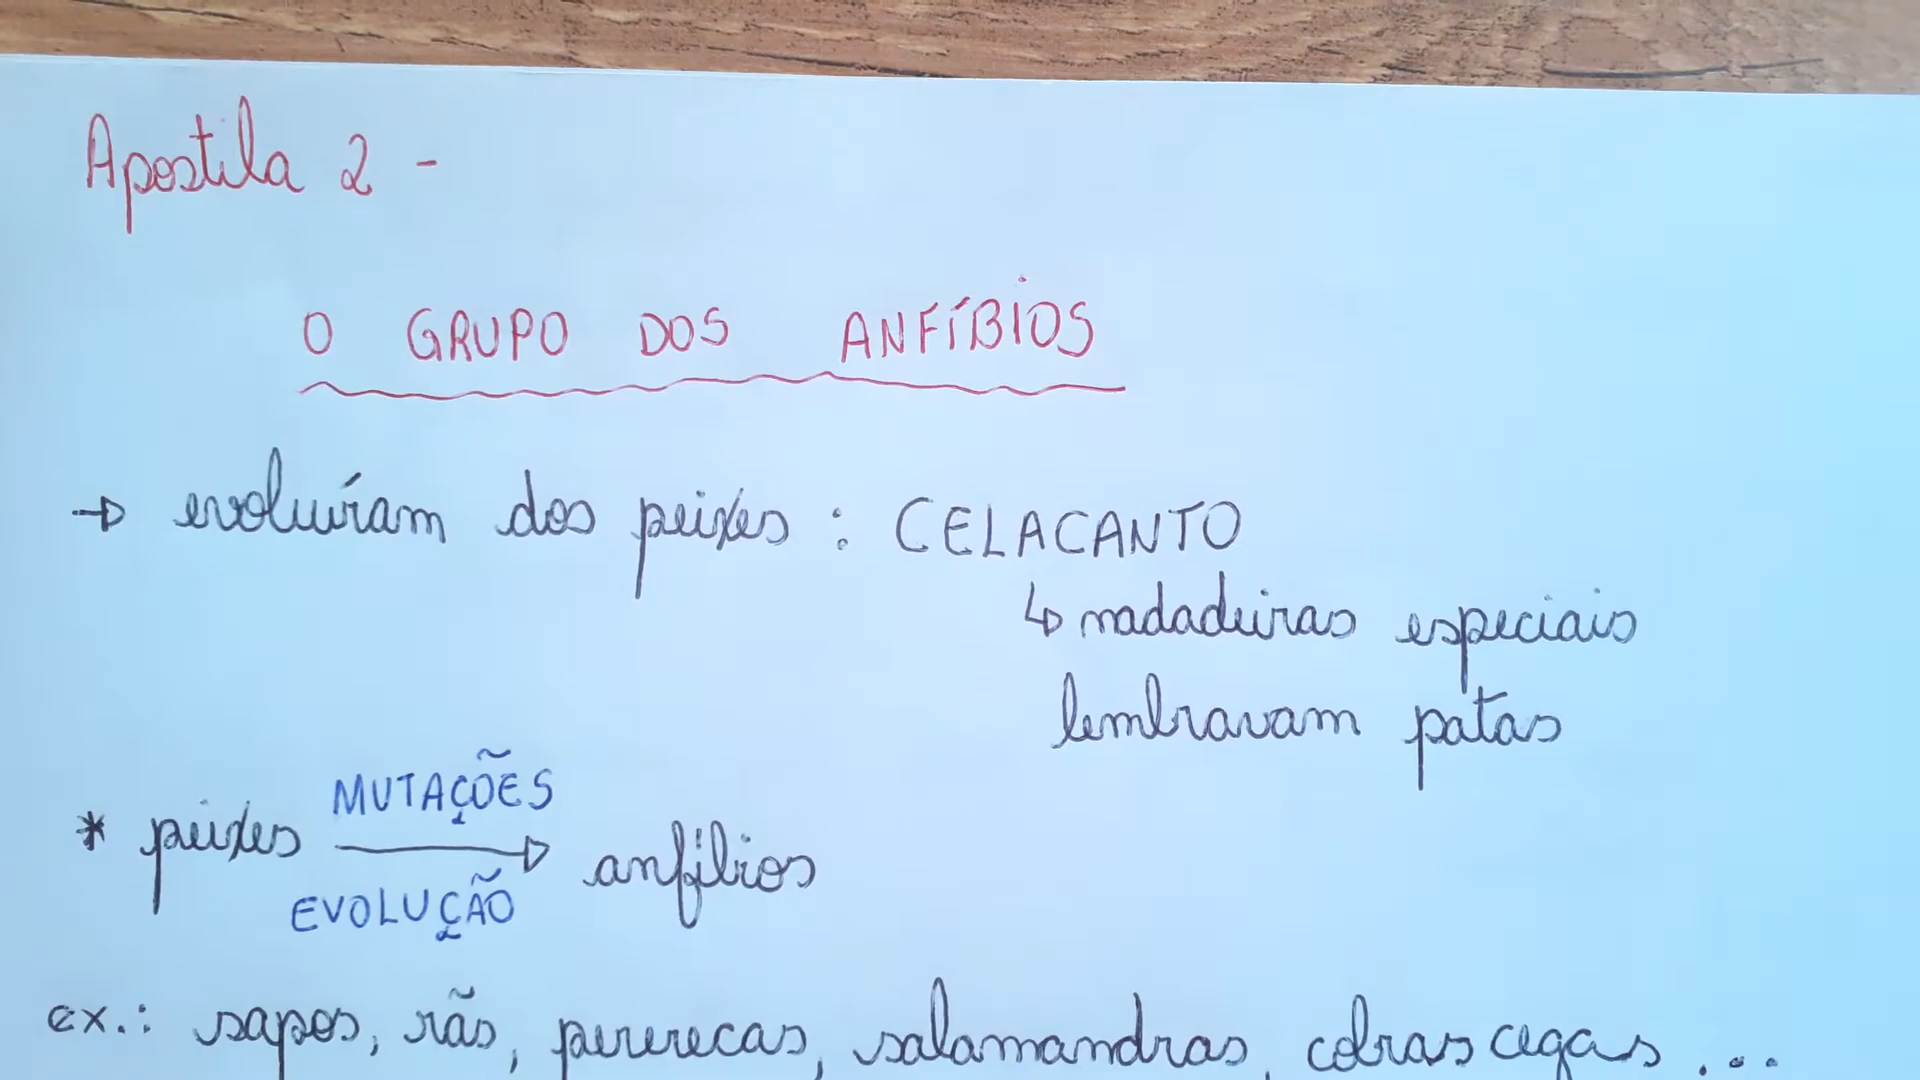 Apostila 2 -
O GRUPO DOS ANFÍBIOS
→ evoluíram dos peixes : CELACANTO
↳ nadadeiras especiais
lembravam patas
MUTAÇÕES
* peixes → anfíbios
EVOLUÇÃO
ex.: sapos, rãs, pererecas, salamandras, cobras cegas ...